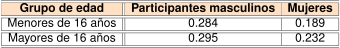 Grupo de edad Participantes masculinos Mujeres
Menores de 16 años 0.284 0.189
Mayores de 16 años 0.295 0.232